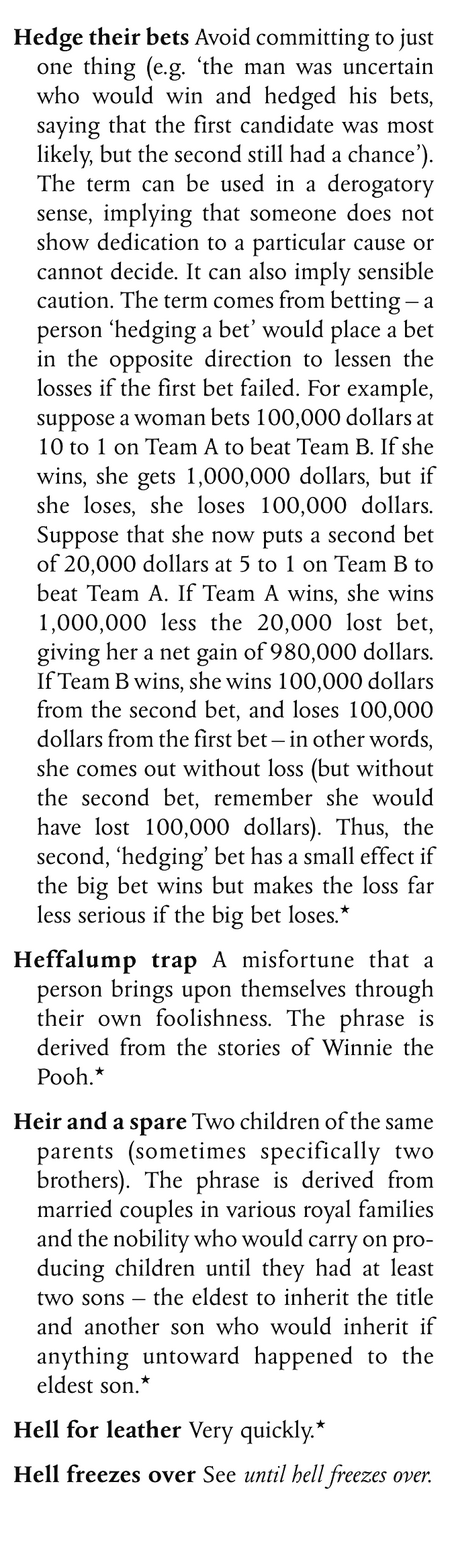 Hedge their bets Avoid committing to just
one thing (e.g. ‘the man was uncertain
who would win and hedged his bets,
saying that the first candidate was most
likely, but the second still had a chance’).
The term can be used in a derogatory
sense, implying that someone does not
show dedication to a particular cause or
cannot decide. It can also imply sensible
caution. The term comes from betting – a
person ‘hedging a bet’ would place a bet
in the opposite direction to lessen the
losses if the first bet failed. For example,
suppose a woman bets 100,000 dollars at
10 to 1 on Team A to beat Team B. If she
wins, she gets 1,000,000 dollars, but if
she loses, she loses 100,000 dollars.
Suppose that she now puts a second bet
of 20,000 dollars at 5 to 1 on Team B to
beat Team A. If Team A wins, she wins
1,000,000 less the 20,000 lost bet,
giving her a net gain of 980,000 dollars.
If Team B wins, she wins 100,000 dollars
from the second bet, and loses 100,000
dollars from the first bet – in other words,
she comes out without loss (but without
the second bet, remember she would
have lost 100,000 dollars). Thus, the
second, ‘hedging’ bet has a small effect if
the big bet wins but makes the loss far
less serious if the big bet loses.★
Heffalump trap A misfortune that a
person brings upon themselves through
their own foolishness. The phrase is
derived from the stories of Winnie the
Pooh.★
Heir and a spare Two children of the same
parents (sometimes specifically two
brothers). The phrase is derived from
married couples in various royal families
and the nobility who would carry on pro-
ducing children until they had at least
two sons – the eldest to inherit the title
and another son who would inherit if
anything untoward happened to the
eldest son.★
Hell for leather Very quickly.★
Hell freezes over See until hell freezes over.